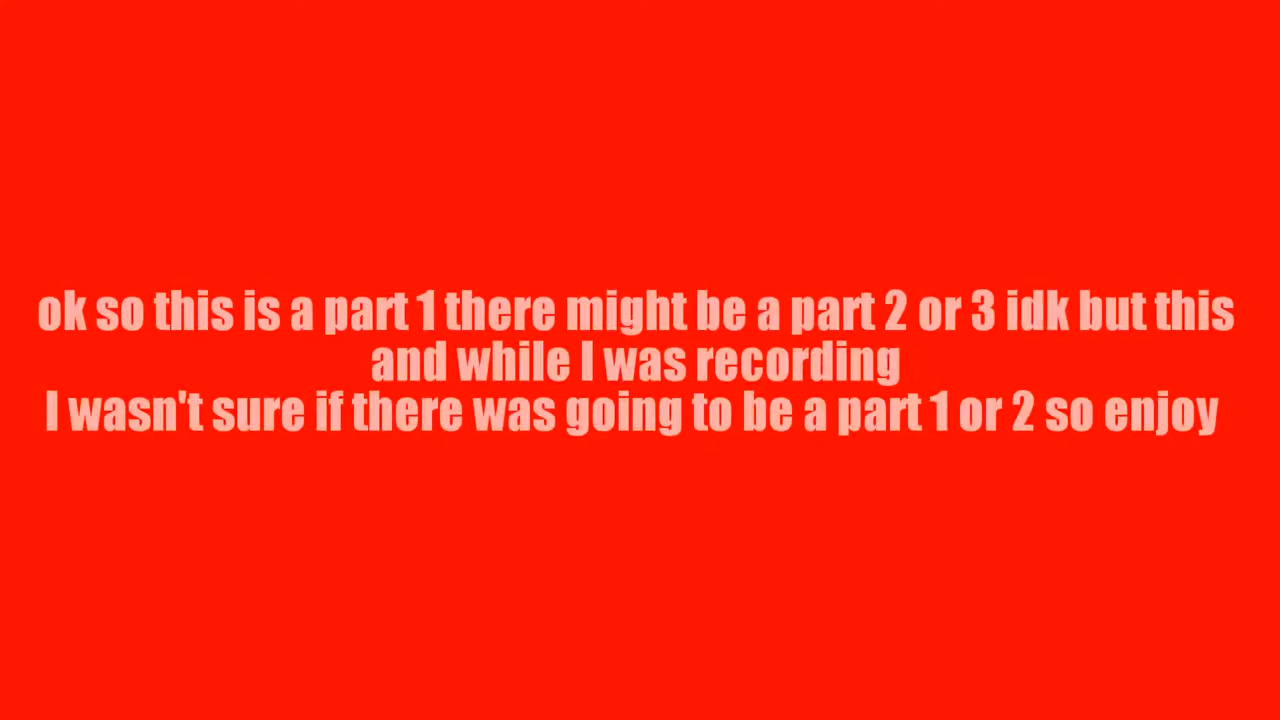 ok so this is a part 1 there might be a part 2 or 3 idk but this
and while I was recording
I wasn't sure if there was going to be a part 1 or 2 so enjoy